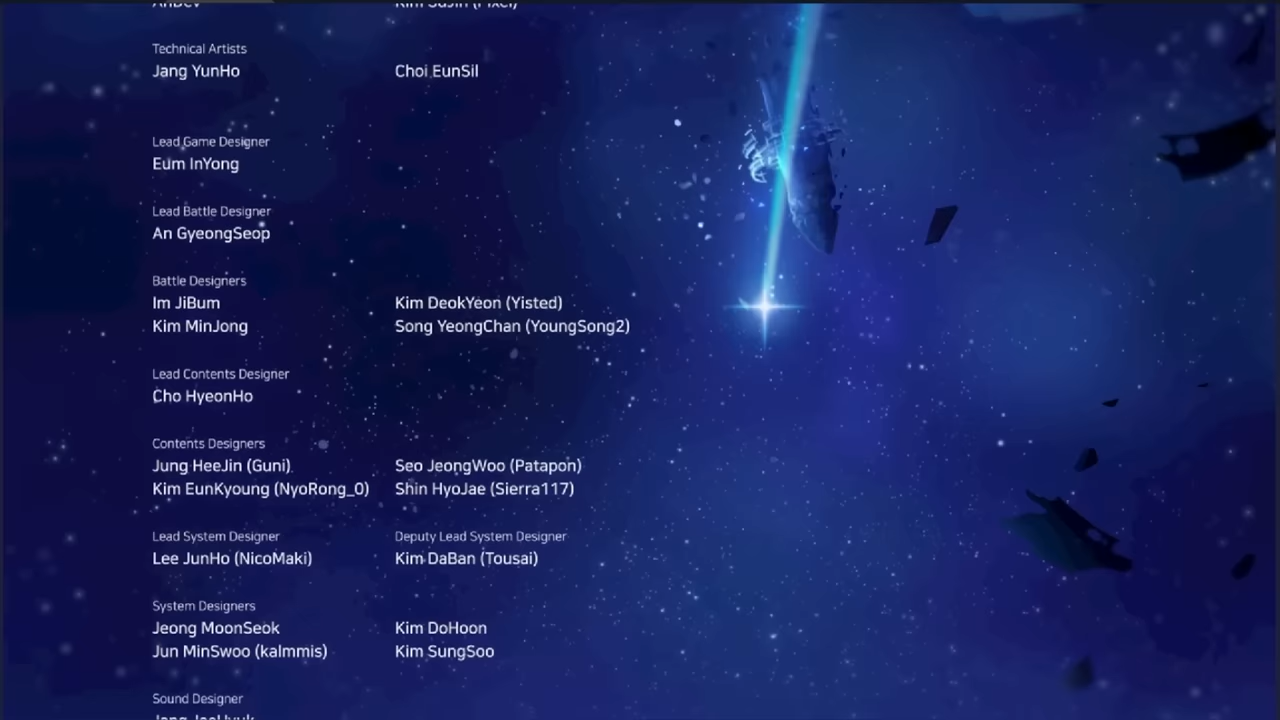 Technical Artists
Jang YunHo Choi EunSil
Lead Game Designer
Eum InYong
Lead Battle Designer
An GyeongSeop
Battle Designers
Im JiBum Kim DeokYeon (Yisted)
Kim MinJong Song YeongChan (YoungSong2)
Lead Contents Designer
Cho HyeonHo
Contents Designers
Jung HeeJin (Guni) Seo JeongWoo (Patapon)
Kim EunKyoung (NyoRong_0) Shin HyoJae (Sierra117)
Lead System Designer Deputy Lead System Designer
Lee JunHo (NicoMaki) Kim DaBan (Tousai)
System Designers
Jeong MoonSeok Kim DoHoon
Jun MinSwoo (kalmmis) Kim SungSoo
Sound Designer